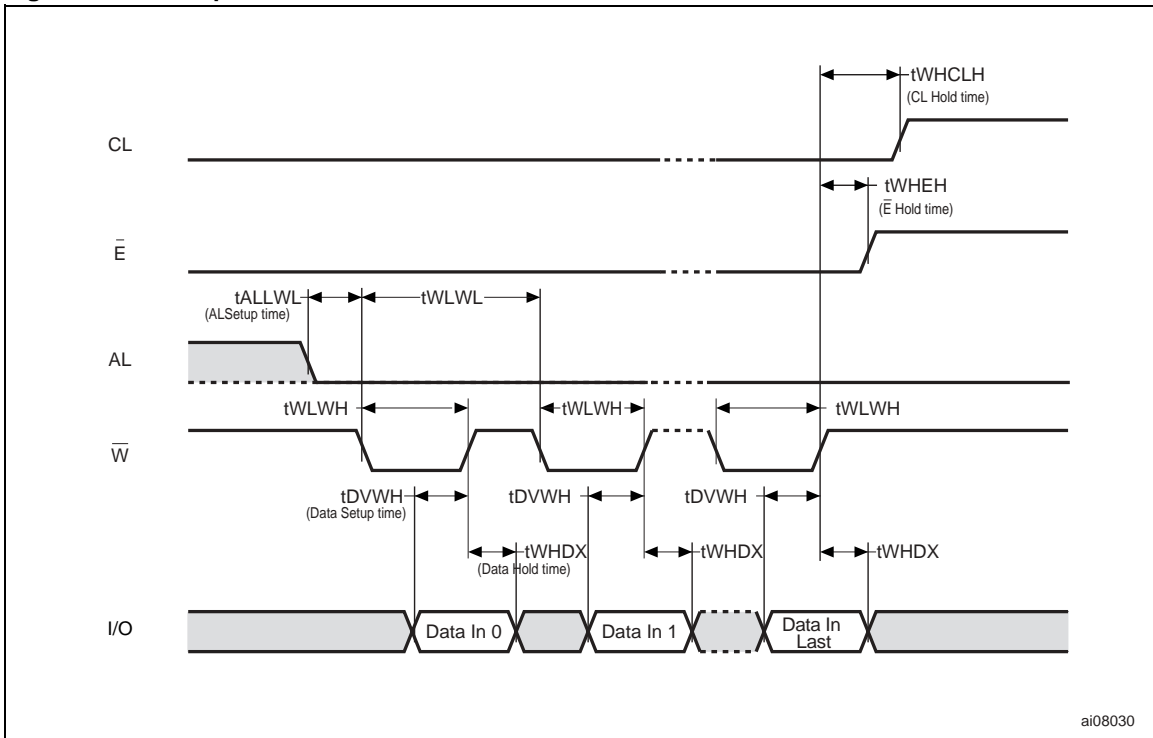 tWHCLH
(CL Hold time)
CL
tWHEH
(E̅ Hold time)
E̅
tALLWL
tWLWL
(ALSetup time)
AL
tWLWH
tWLWH
tWLWH
W̅
tDVWH
tDVWH
tDVWH
(Data Setup time)
tWHDX
tWHDX
tWHDX
(Data Hold time)
I/O
Data In 0
Data In 1
Data In
Last
ai08030